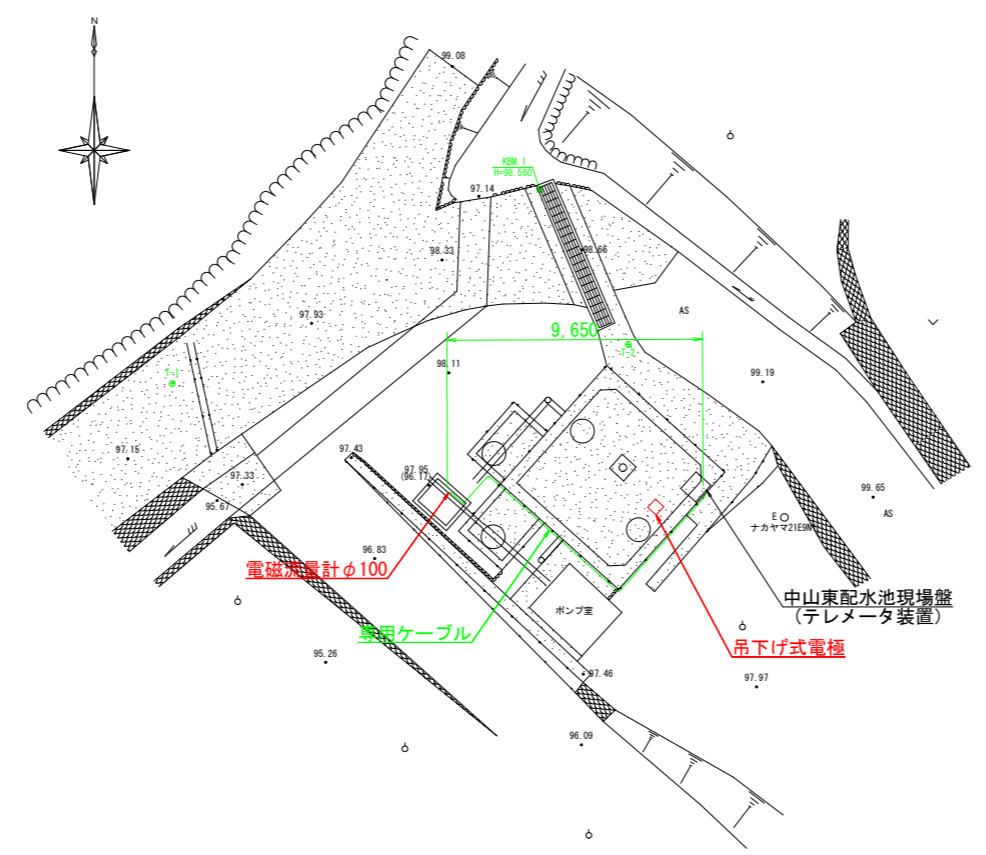 N
99.08
KBM.1
H=98.560
97.14
98.33
98.66
97.93
AS
9,650
T-2
98.11
T-1
99.19
97.43
97.15
97.95
(96.17)
97.33
95.67
99.65
AS
E
ナカヤマ21E9N
96.83
電磁流量計φ100
中山東配水池現場盤
(テレメータ装置)
ポンプ室
専用ケーブル
吊下げ式電極
95.26
97.46
97.97
96.09